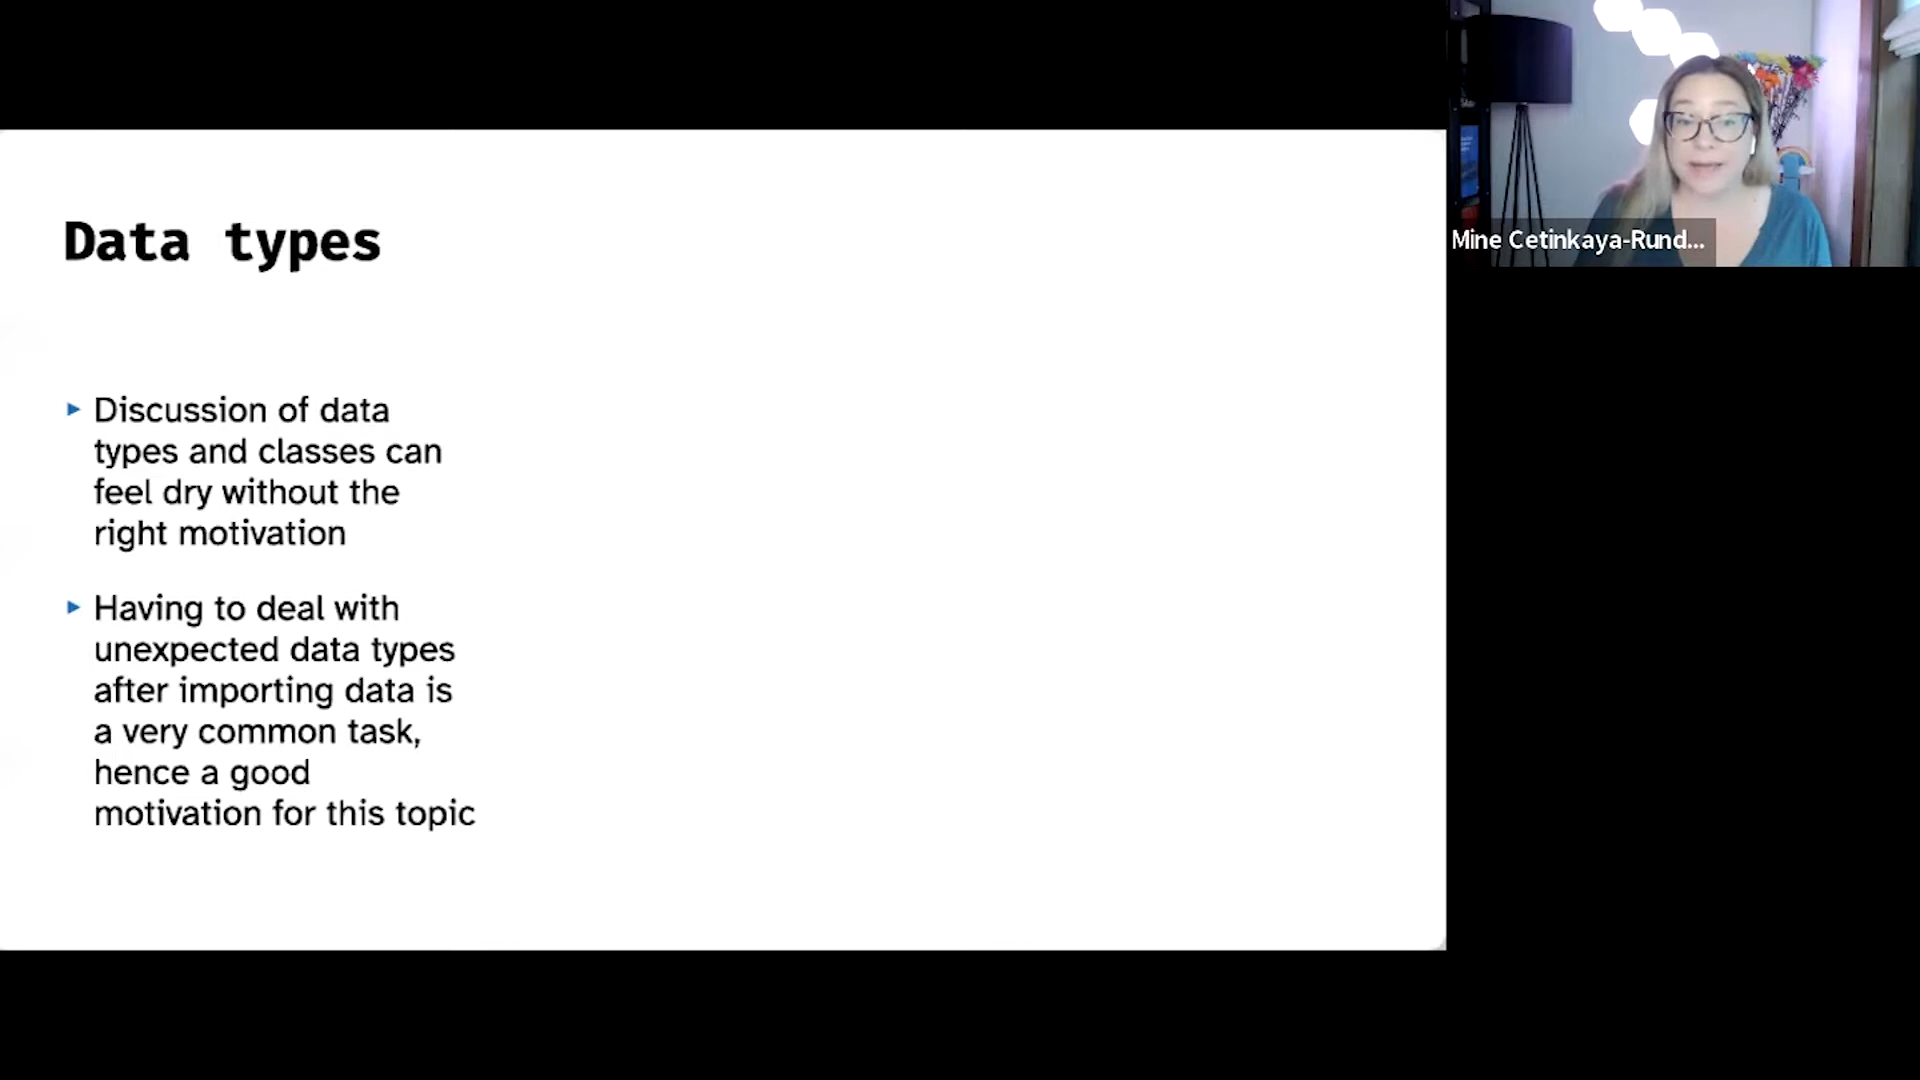 Data types
Discussion of data
types and classes can
feel dry without the
right motivation
Having to deal with
unexpected data types
after importing data is
a very common task,
hence a good
motivation for this topic
Mine Cetinkaya-Rund...